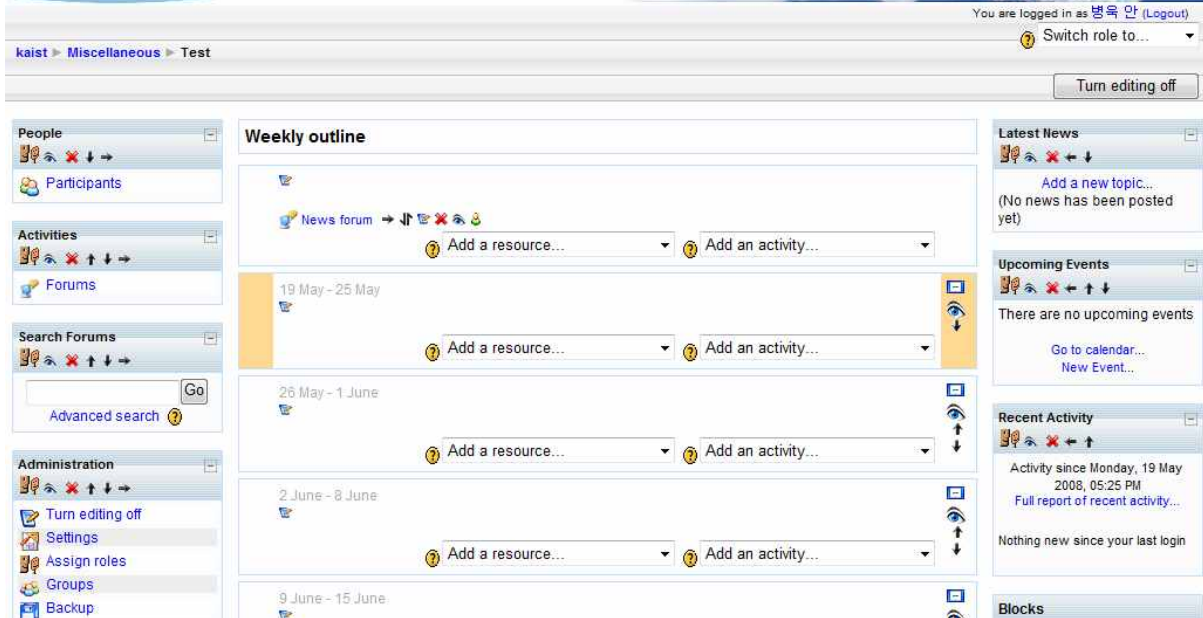 You are logged in as 병욱 안 (Logout)
Switch role to...
kaist ► Miscellaneous ► Test
Turn editing off
People
Participants
Activities
Forums
Search Forums
Go
Advanced search
Administration
Turn editing off
Settings
Assign roles
Groups
Backup
Weekly outline
News forum
Add a resource... Add an activity...
19 May - 25 May
Add a resource... Add an activity...
26 May - 1 June
Add a resource... Add an activity...
2 June - 8 June
Add a resource... Add an activity...
9 June - 15 June
Latest News
Add a new topic...
(No news has been posted
yet)
Upcoming Events
There are no upcoming events
Go to calendar...
New Event...
Recent Activity
Activity since Monday, 19 May
2008, 05:25 PM
Full report of recent activity...
Nothing new since your last login
Blocks